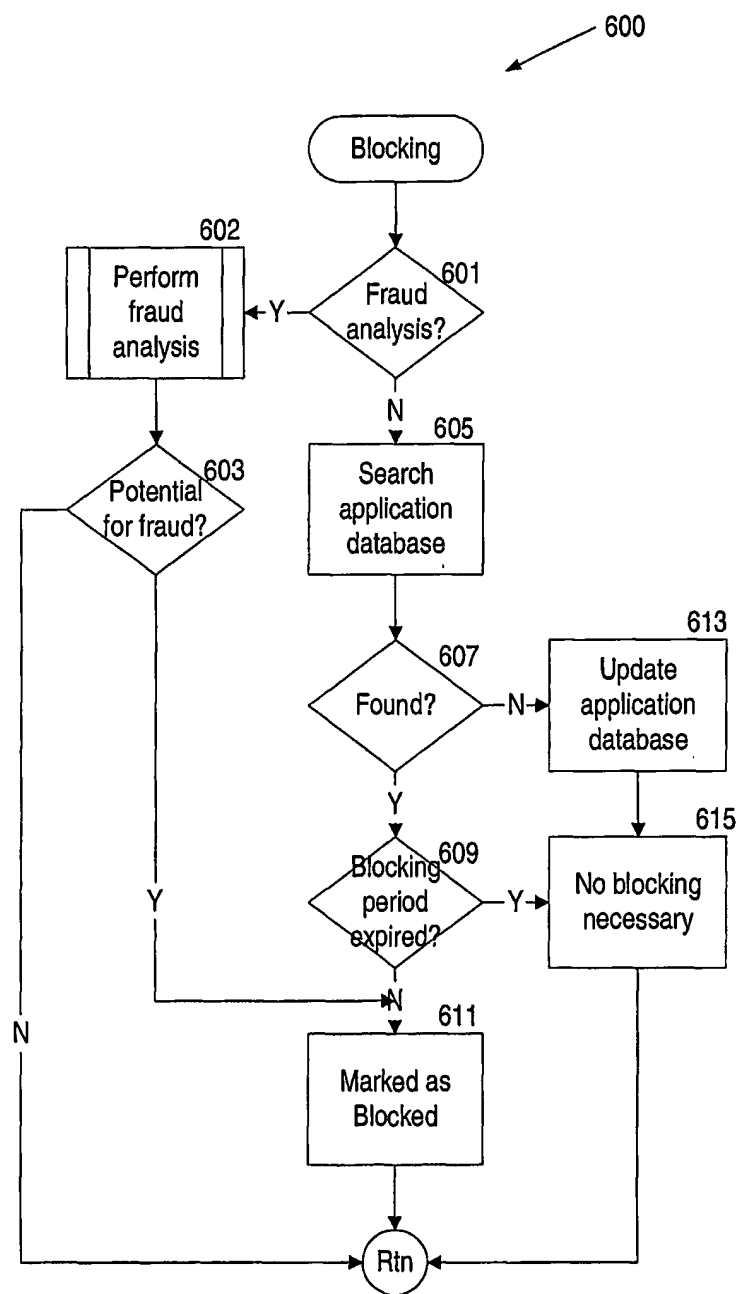 600
Blocking
602
Perform
fraud
analysis
Y
601
Fraud
analysis?
N
605
Search
application
database
603
Potential
for fraud?
607
Found?
N
613
Update
application
database
Y
609
Blocking
period
expired?
Y
615
No blocking
necessary
Y
N
N
611
Marked as
Blocked
Rtn